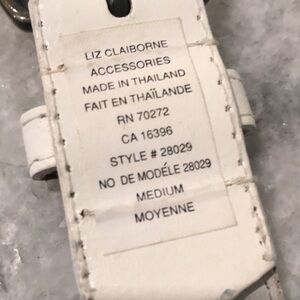 LIZ CLAIBORNE
ACCESSORIES
MADE IN THAILAND
FAIT EN THAÏLANDE
RN 70272
CA 16396
STYLE # 28029
NO DE MODÉLE 28029
MEDIUM
MOYENNE